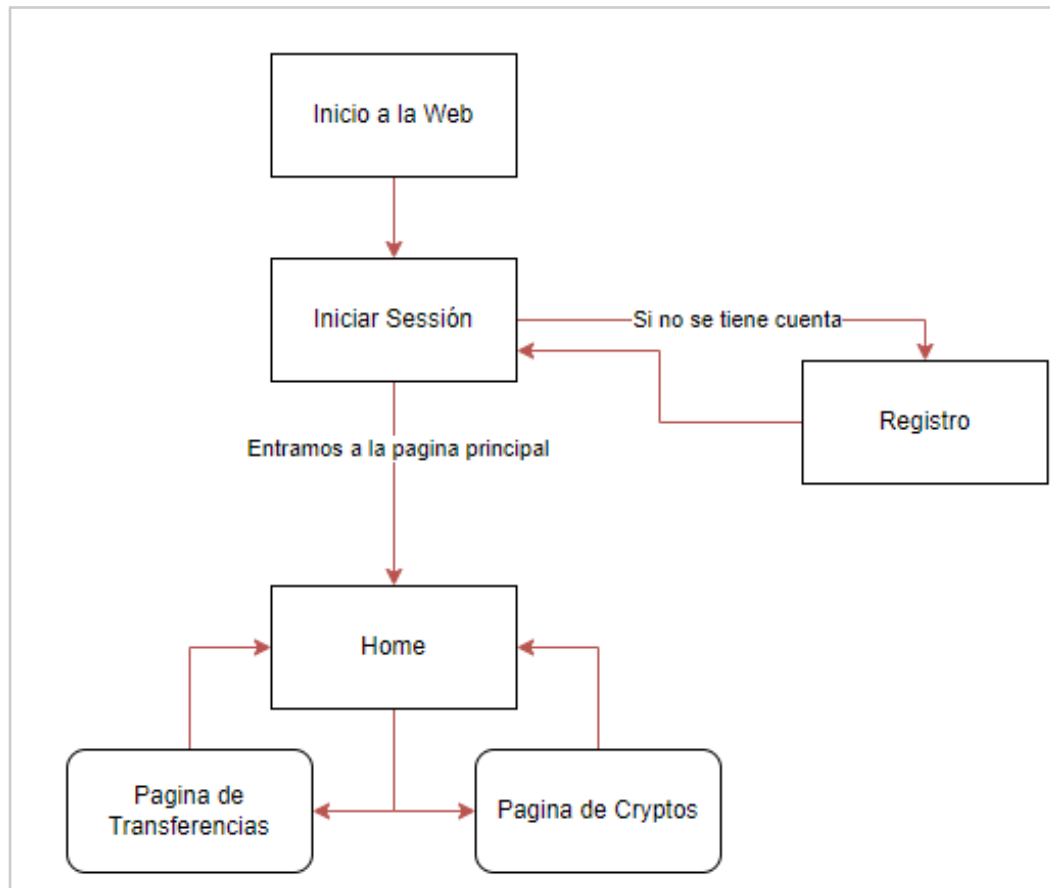 Inicio a la Web
Iniciar Sessión
Si no se tiene cuenta
Registro
Entramos a la pagina principal
Home
Pagina de
Transferencias
Pagina de Cryptos